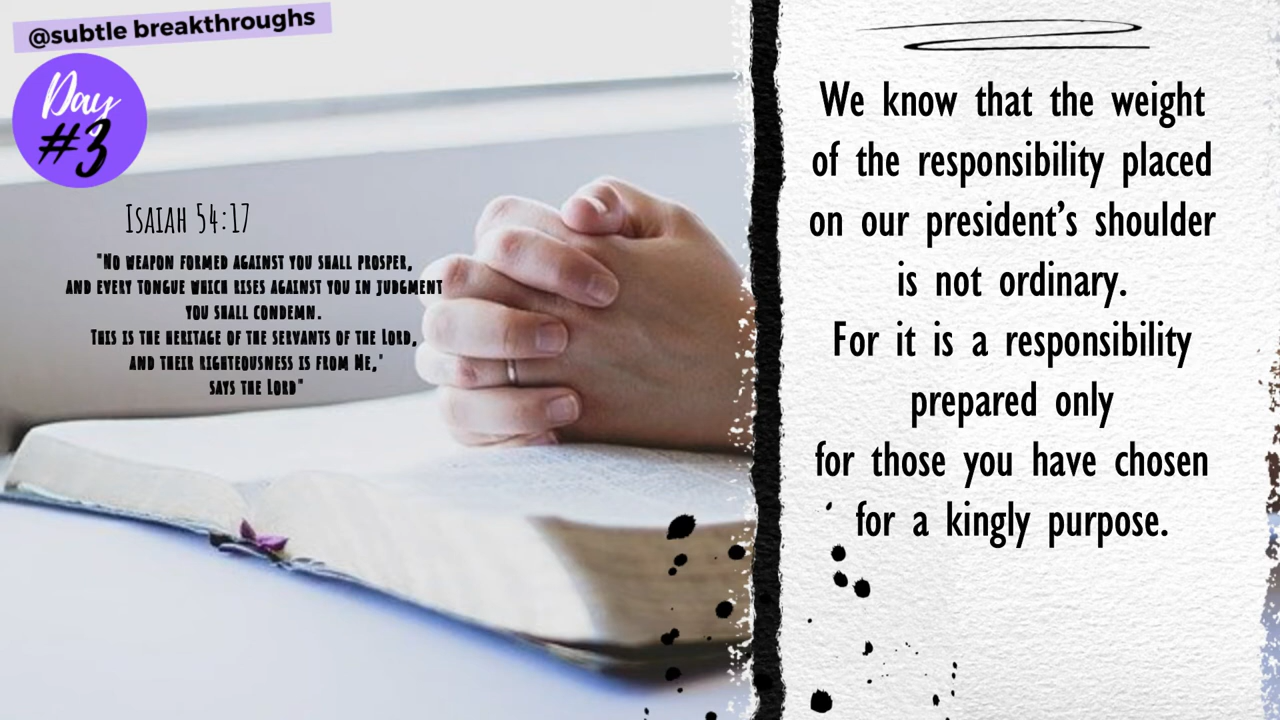 @subtle breakthroughs
Day
#3
Isaiah 54:17
"No weapon formed against you shall prosper,
and every tongue which rises against you in judgment
you shall condemn.
This is the heritage of the servants of the Lord,
and their righteousness is from Me,"
says the Lord"
We know that the weight
of the responsibility placed
on our president’s shoulder
is not ordinary.
For it is a responsibility
prepared only
for those you have chosen
for a kingly purpose.